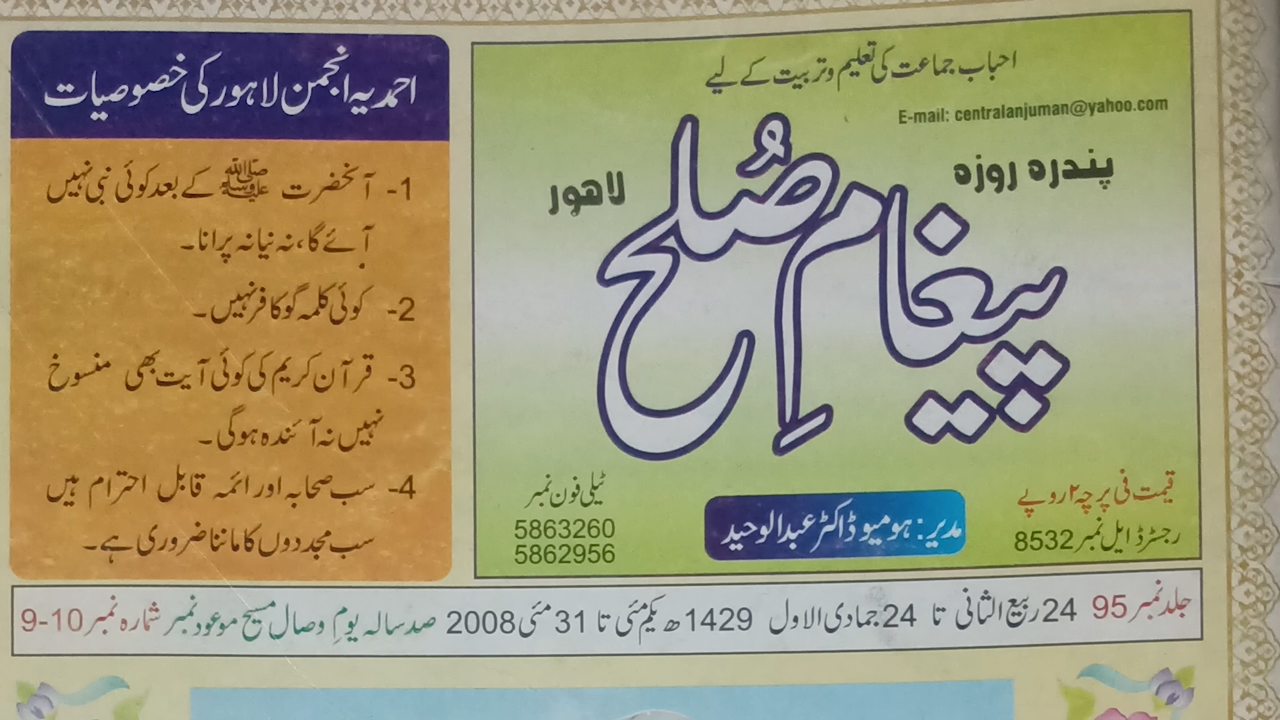 احباب جماعت کی تعلیم و تربیت کے لیے
E-mail: centralanjuman@yahoo.com
پندرہ روزہ
پیغامِ صُلح
لاهور
قیمت فی پرچہ ۲ روپے
رجسٹرڈ ایل نمبر 8532
مدیر: ہومیو ڈاکٹر عبدالوحید
ٹیلی فون نمبر
5863260
5862956
احمدیہ انجمن لاہور کی خصوصیات
1- آنحضرت ﷺ کے بعد کوئی نبی نہیں
آئے گا، نہ نیا نہ پرانا۔
2- کوئی کلمہ گو کافر نہیں۔
3- قرآن کریم کی کوئی آیت بھی منسوخ
نہیں نہ آئندہ ہوگی۔
4- سب صحابہ اور ائمہ قابل احترام ہیں
سب مجددوں کا ماننا ضروری ہے۔
جلد نمبر 95 24 ربیع الثانی تا 24 جمادی الاول 1429ھ یکم مئی تا 31 مئی 2008 صد سالہ یومِ وصال مسیح موعود نمبر شمارہ نمبر 9-10